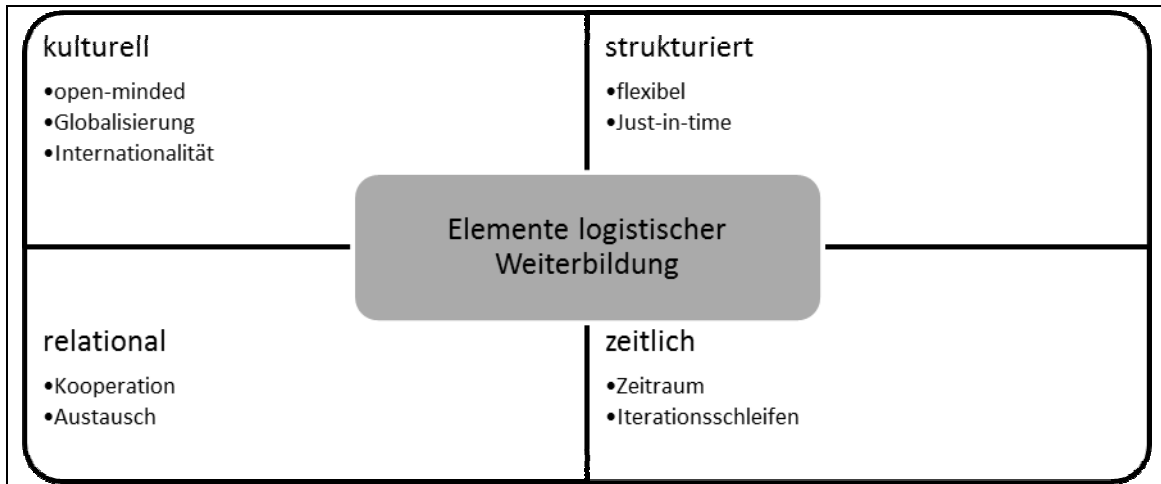 kulturell
•open-minded
•Globalisierung
•Internationalität
strukturiert
•flexibel
•Just-in-time
Elemente logistischer
Weiterbildung
relational
•Kooperation
•Austausch
zeitlich
•Zeitraum
•Iterationsschleifen